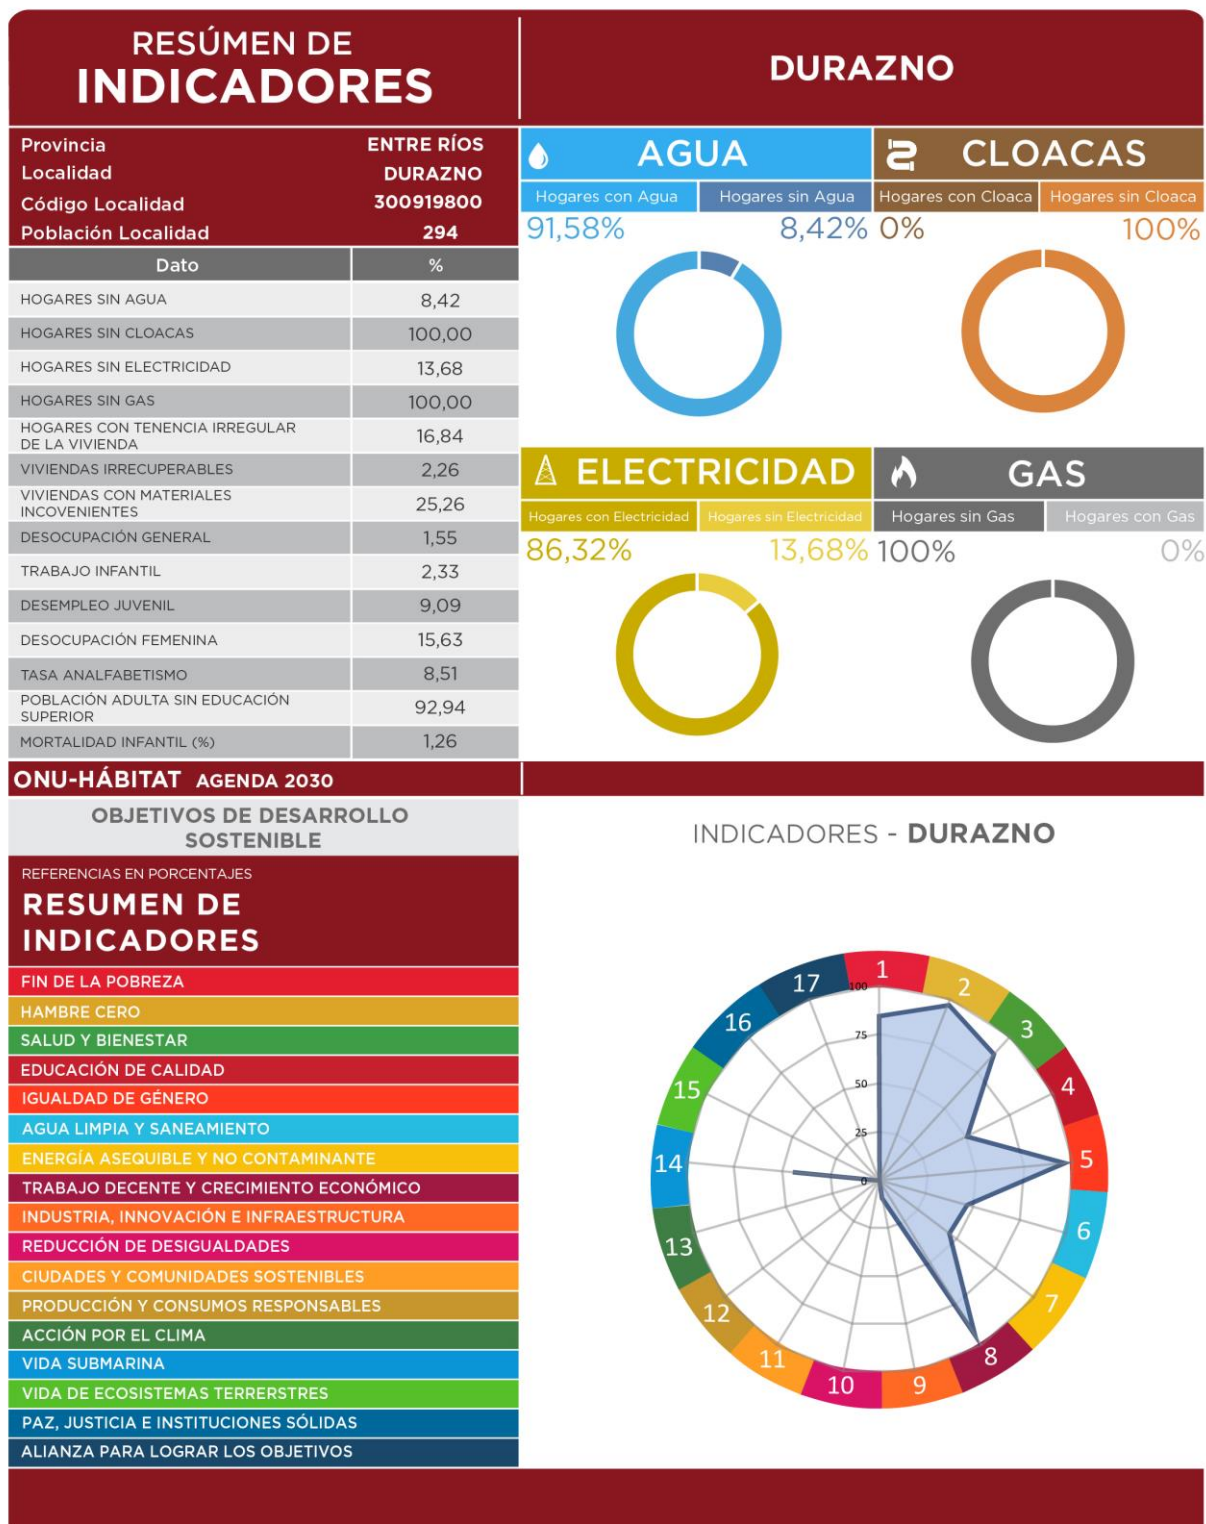 RESÚMEN DE
INDICADORES
DURAZNO
Provincia ENTRE RÍOS
Localidad DURAZNO
Código Localidad 300919800
Población Localidad 294
Dato %
HOGARES SIN AGUA 8,42
HOGARES SIN CLOACAS 100,00
HOGARES SIN ELECTRICIDAD 13,68
HOGARES SIN GAS 100,00
HOGARES CON TENENCIA IRREGULAR
DE LA VIVIENDA 16,84
VIVIENDAS IRRECUPERABLES 2,26
VIVIENDAS CON MATERIALES
INCOVENIENTES 25,26
DESOCUPACIÓN GENERAL 1,55
TRABAJO INFANTIL 2,33
DESEMPLEO JUVENIL 9,09
DESOCUPACIÓN FEMENINA 15,63
TASA ANALFABETISMO 8,51
POBLACIÓN ADULTA SIN EDUCACIÓN
SUPERIOR 92,94
MORTALIDAD INFANTIL (%) 1,26
AGUA
Hogares con Agua Hogares sin Agua
91,58% 8,42%
CLOACAS
Hogares con Cloaca Hogares sin Cloaca
0% 100%
ELECTRICIDAD
Hogares con Electricidad Hogares sin Electricidad
86,32% 13,68%
GAS
Hogares sin Gas Hogares con Gas
100% 0%
ONU-HÁBITAT AGENDA 2030
OBJETIVOS DE DESARROLLO
SOSTENIBLE
REFERENCIAS EN PORCENTAJES
RESUMEN DE
INDICADORES
FIN DE LA POBREZA
HAMBRE CERO
SALUD Y BIENESTAR
EDUCACIÓN DE CALIDAD
IGUALDAD DE GÉNERO
AGUA LIMPIA Y SANEAMIENTO
ENERGÍA ASEQUIBLE Y NO CONTAMINANTE
TRABAJO DECENTE Y CRECIMIENTO ECONÓMICO
INDUSTRIA, INNOVACIÓN E INFRAESTRUCTURA
REDUCCIÓN DE DESIGUALDADES
CIUDADES Y COMUNIDADES SOSTENIBLES
PRODUCCIÓN Y CONSUMOS RESPONSABLES
ACCIÓN POR EL CLIMA
VIDA SUBMARINA
VIDA DE ECOSISTEMAS TERRERSTRES
PAZ, JUSTICIA E INSTITUCIONES SÓLIDAS
ALIANZA PARA LOGRAR LOS OBJETIVOS
INDICADORES - DURAZNO
1
2
3
4
5
6
7
8
9
10
11
12
13
14
15
16
17
100
75
50
25
0